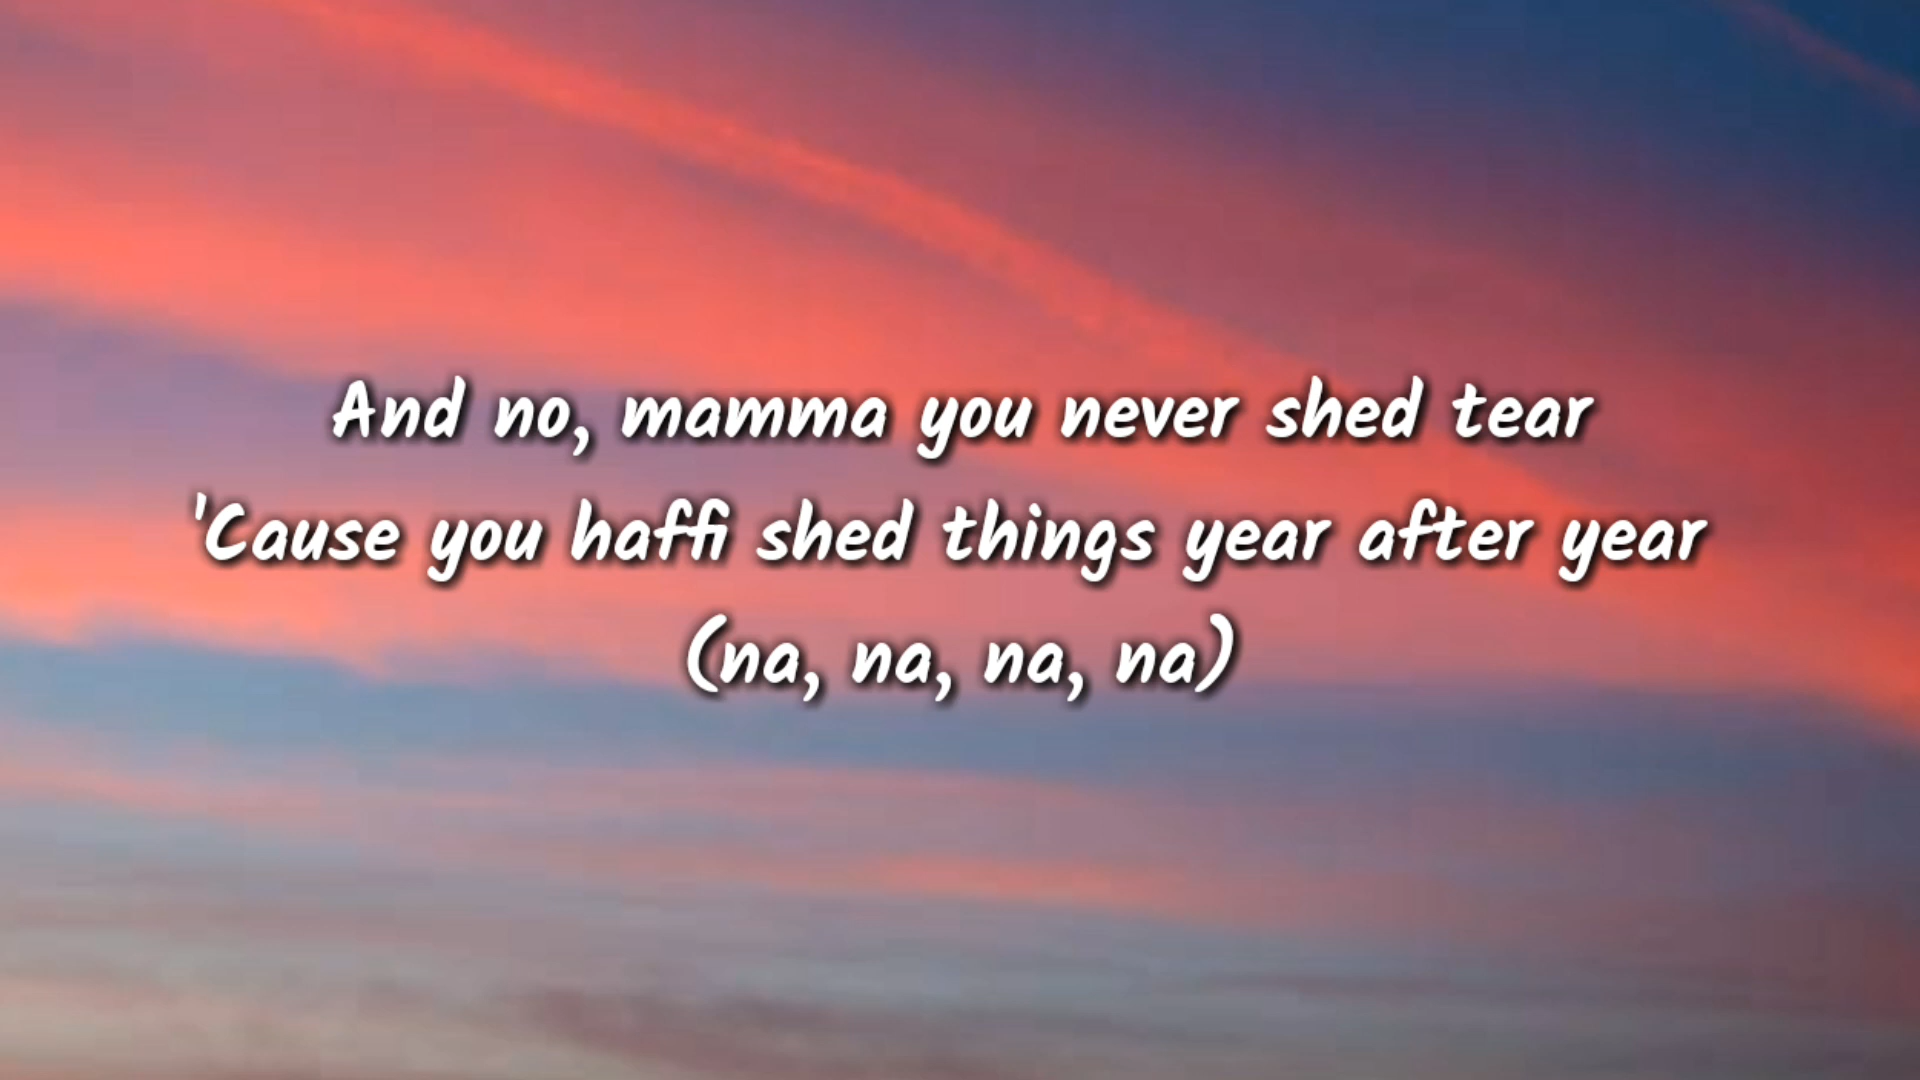 And no, mamma you never shed tear
'Cause you haffi shed things year after year
(na, na, na, na)